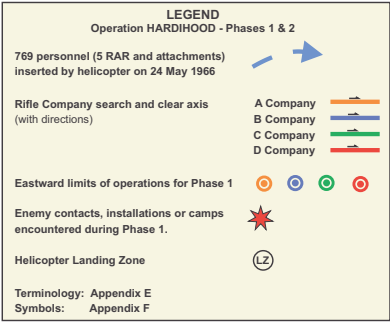 LEGEND
Operation HARDIHOOD - Phases 1 & 2
769 personnel (5 RAR and attachments)
inserted by helicopter on 24 May 1966
Rifle Company search and clear axis
(with directions)
A Company
B Company
C Company
D Company
Eastward limits of operations for Phase 1
Enemy contacts, installations or camps
encountered during Phase 1.
Helicopter Landing Zone
LZ
Terminology: Appendix E
Symbols: Appendix F